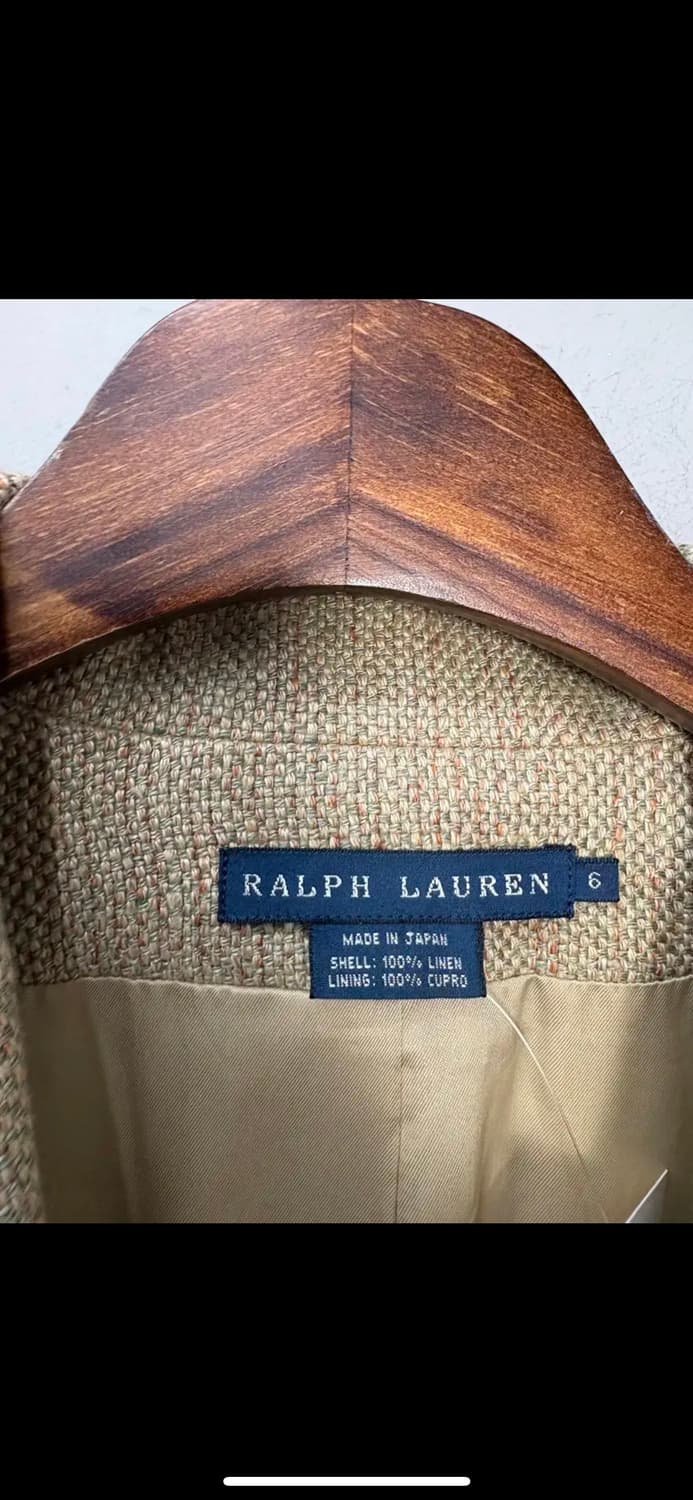 RALPH LAUREN 6
MADE IN JAPAN
SHELL: 100% LINEN
LINING: 100% CUPRO